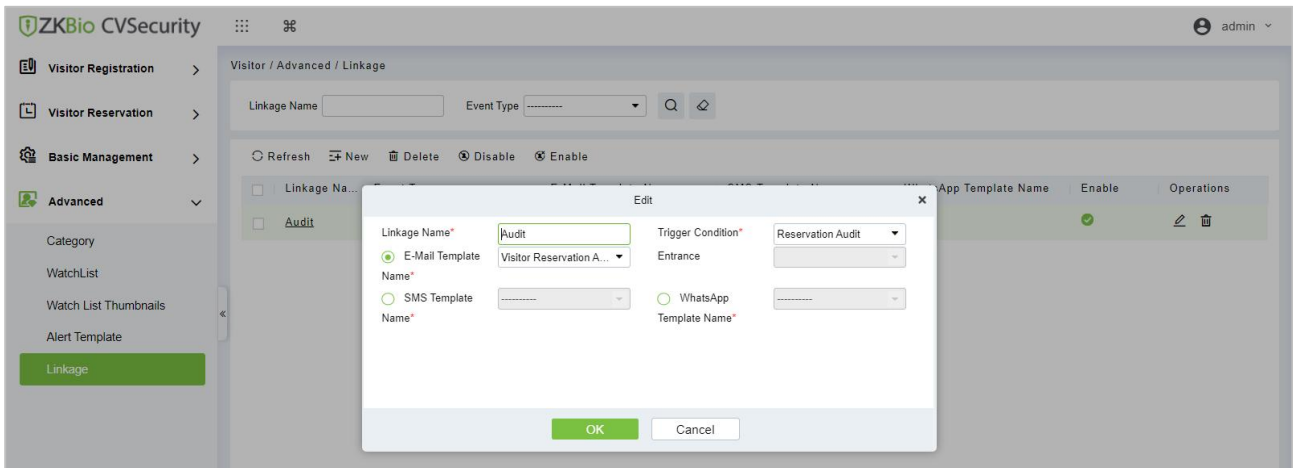 ZKBio CVSecurity
admin
Visitor Registration
Visitor / Advanced / Linkage
Visitor Reservation
Linkage Name Event Type ----------
Basic Management
Refresh New Delete Disable Enable
Linkage Na... App Template Name Enable Operations
Advanced
Audit
Category
WatchList
Watch List Thumbnails
Alert Template
Linkage
Edit
Linkage Name* Audit Trigger Condition* Reservation Audit
E-Mail Template Visitor Reservation A... Entrance
Name*
SMS Template ---------- WhatsApp ----------
Name* Template Name*
OK Cancel